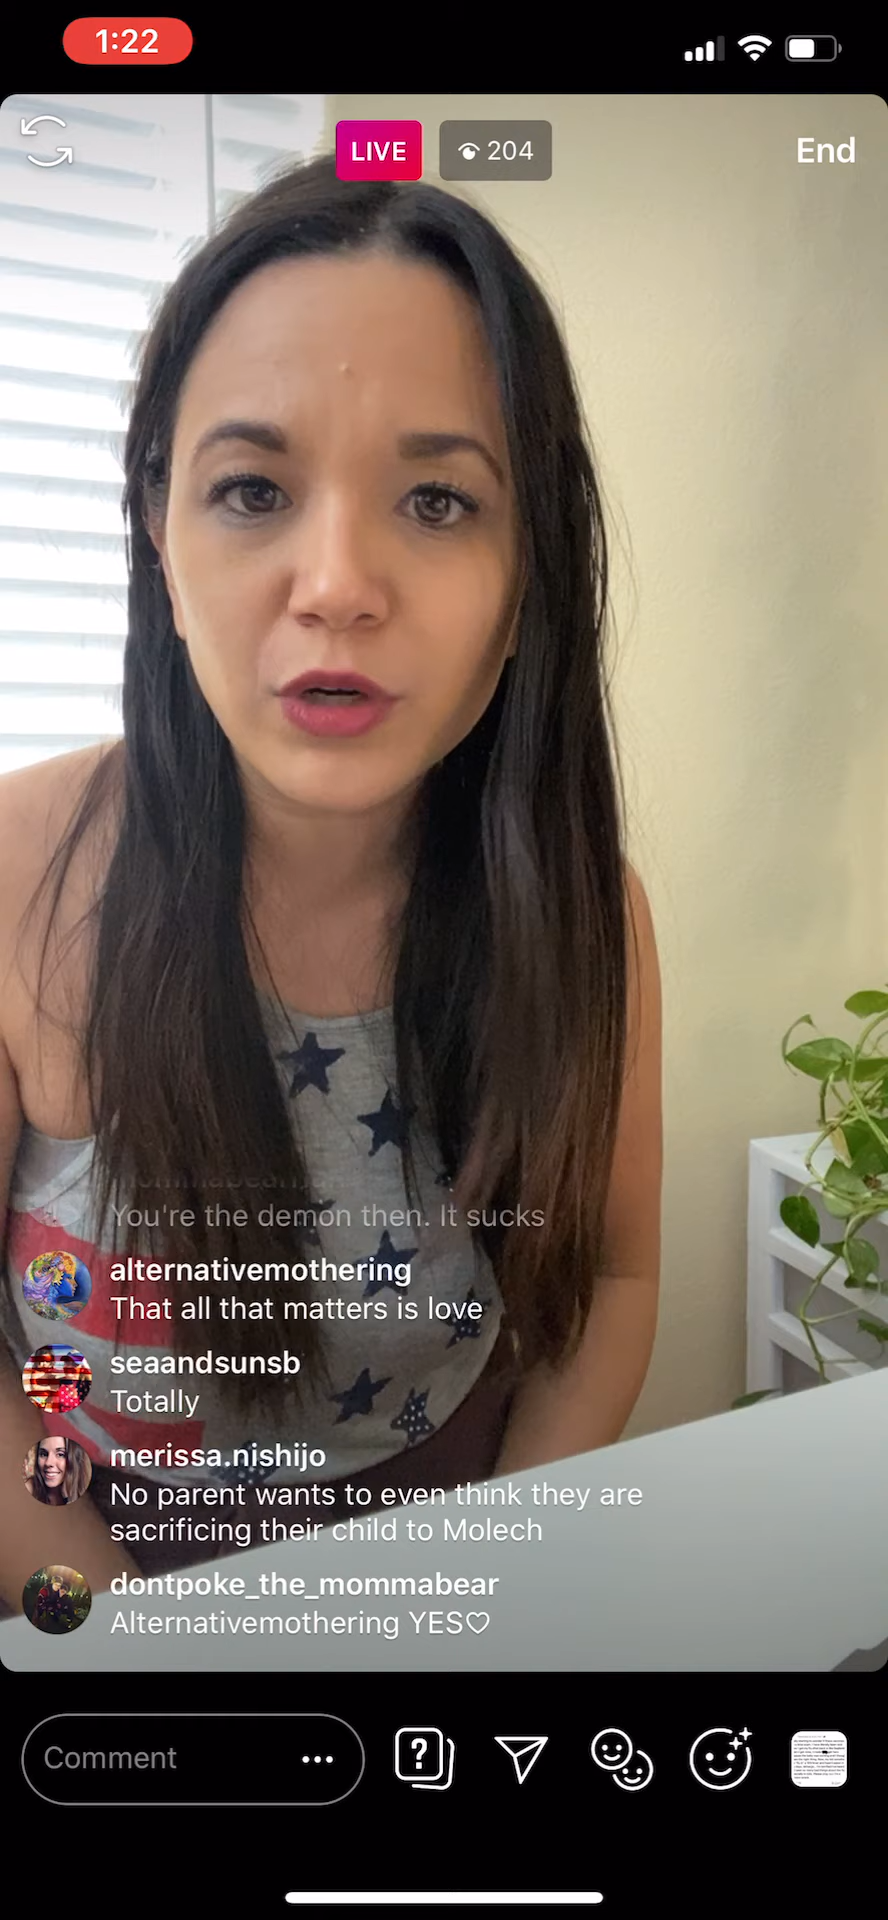 1:22
LIVE
204
End
You're the demon then. It sucks
alternativemothering
That all that matters is love
seaandsunsb
Totally
merissa.nishijo
No parent wants to even think they are
sacrificing their child to Molech
dontpoke_the_mommabear
Alternativemothering YES♡
Comment